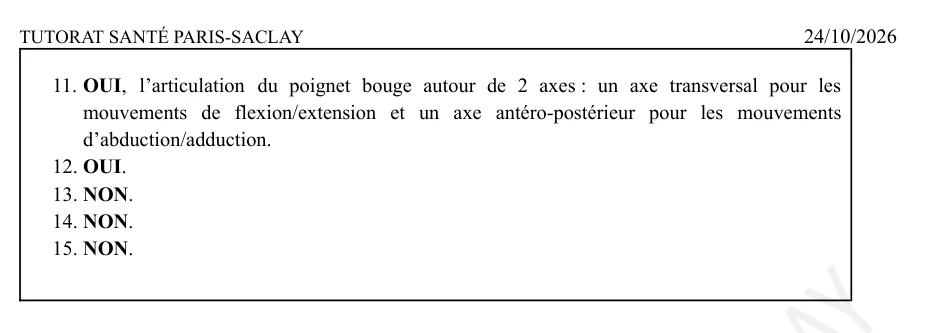 TUTORAT SANTÉ PARIS-SACLAY 24/10/2026
11. OUI, l’articulation du poignet bouge autour de 2 axes : un axe transversal pour les
mouvements de flexion/extension et un axe antéro-postérieur pour les mouvements
d’abduction/adduction.
12. OUI.
13. NON.
14. NON.
15. NON.